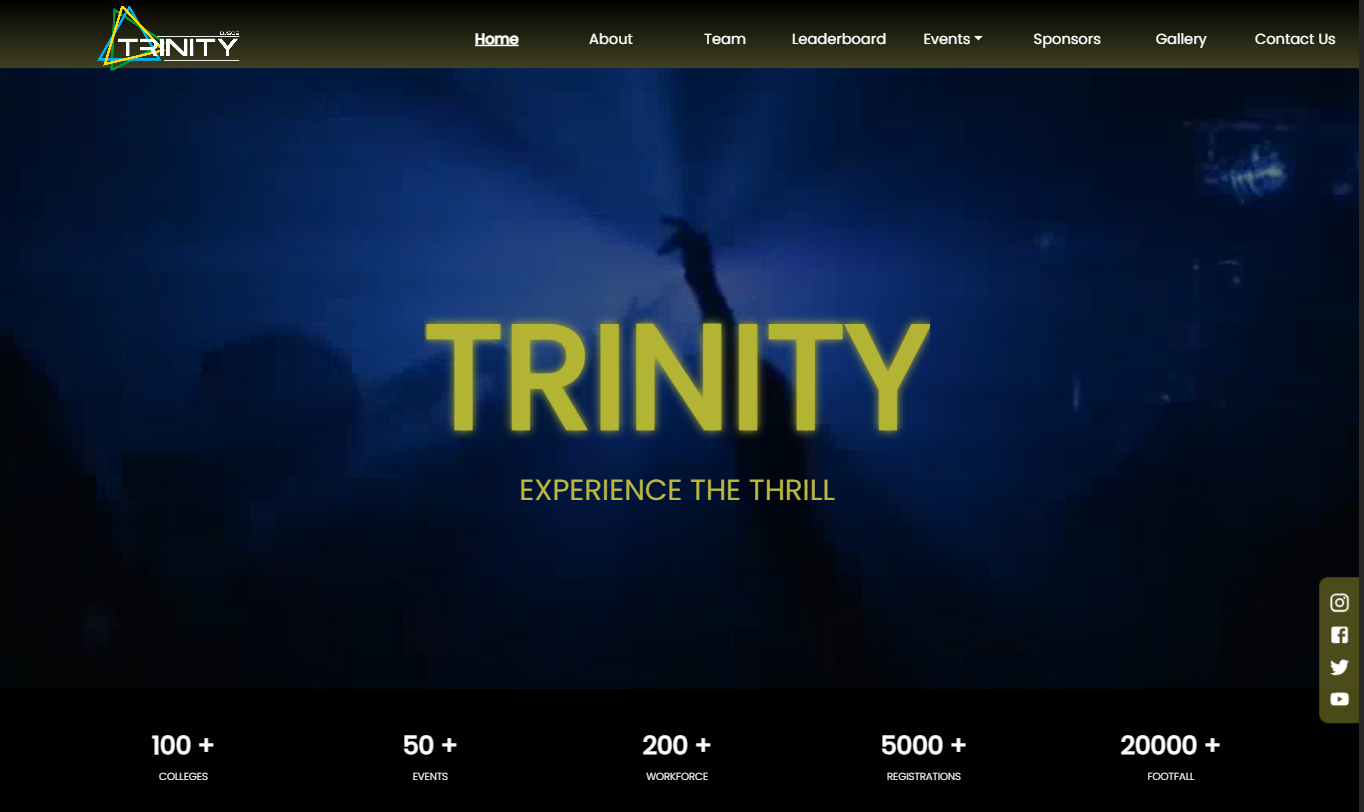 DJSCE
TRINITY
Home
About
Team
Leaderboard
Events
Sponsors
Gallery
Contact Us
TRINITY
EXPERIENCE THE THRILL
100 +
COLLEGES
50 +
EVENTS
200 +
WORKFORCE
5000 +
REGISTRATIONS
20000 +
FOOTFALL